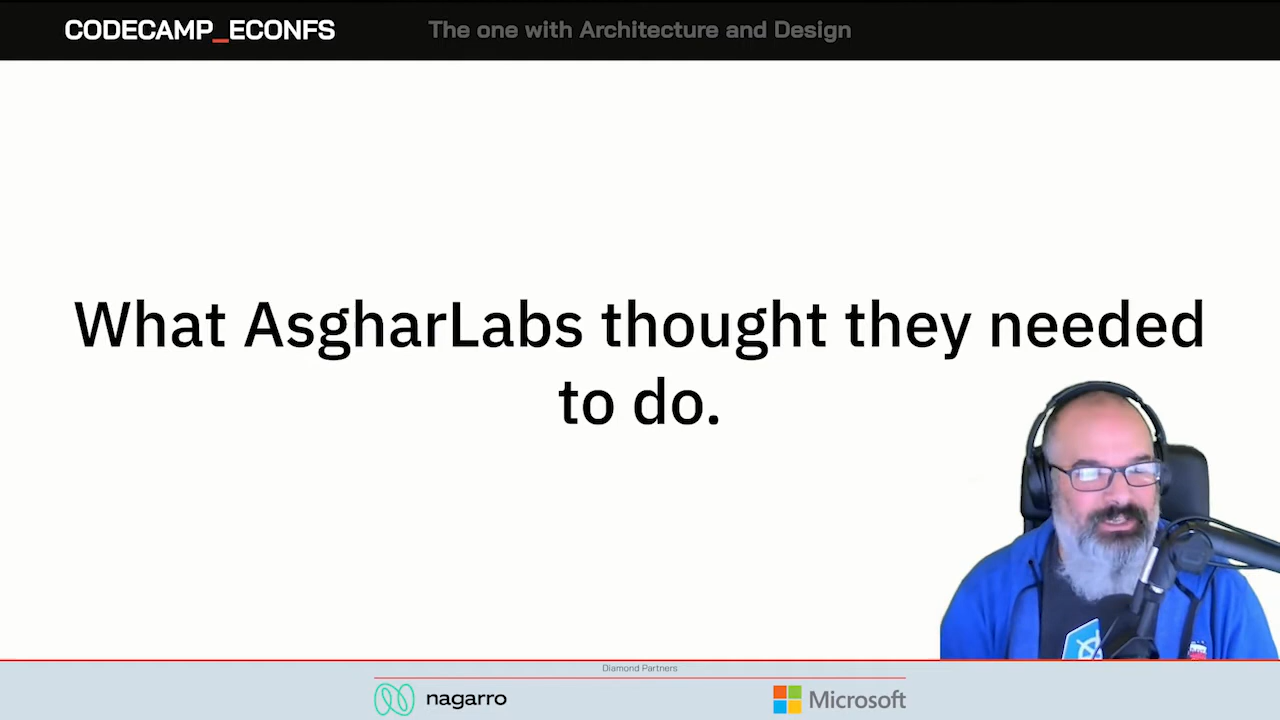 CODECAMP_ECONFS
The one with Architecture and Design
What AsgharLabs thought they needed
to do.
Diamond Partners
nagarro
Microsoft